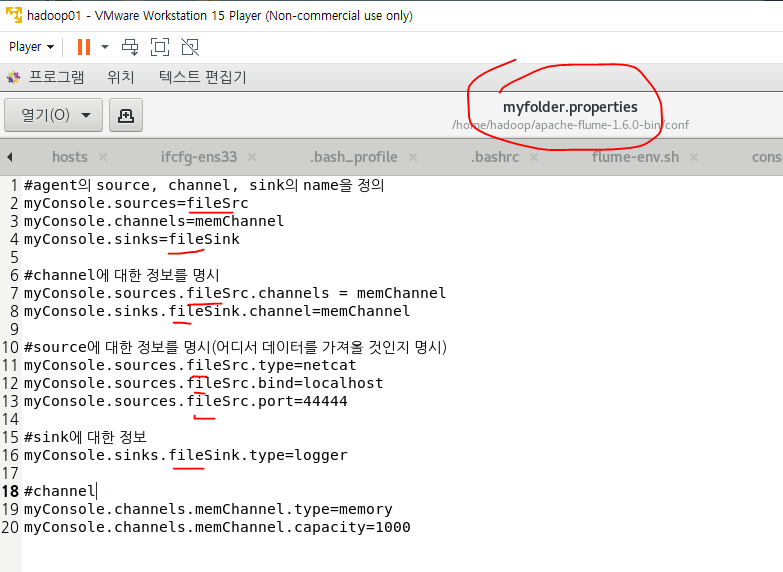 hadoop01 - VMware Workstation 15 Player (Non-commercial use only)
Player
프로그램 위치 텍스트 편집기
열기(O)
myfolder.properties
/home/hadoop/apache-flume-1.6.0-bin/conf
hosts ifcfg-ens33 .bash_profile .bashrc flume-env.sh cons
1 #agent의 source, channel, sink의 name을 정의
2 myConsole.sources=fileSrc
3 myConsole.channels=memChannel
4 myConsole.sinks=fileSink
5
6 #channel에 대한 정보를 명시
7 myConsole.sources.fileSrc.channels = memChannel
8 myConsole.sinks.fileSink.channel=memChannel
9
10 #source에 대한 정보를 명시(어디서 데이터를 가져올 것인지 명시)
11 myConsole.sources.fileSrc.type=netcat
12 myConsole.sources.fileSrc.bind=localhost
13 myConsole.sources.fileSrc.port=44444
14
15 #sink에 대한 정보
16 myConsole.sinks.fileSink.type=logger
17
18 #channel
19 myConsole.channels.memChannel.type=memory
20 myConsole.channels.memChannel.capacity=1000